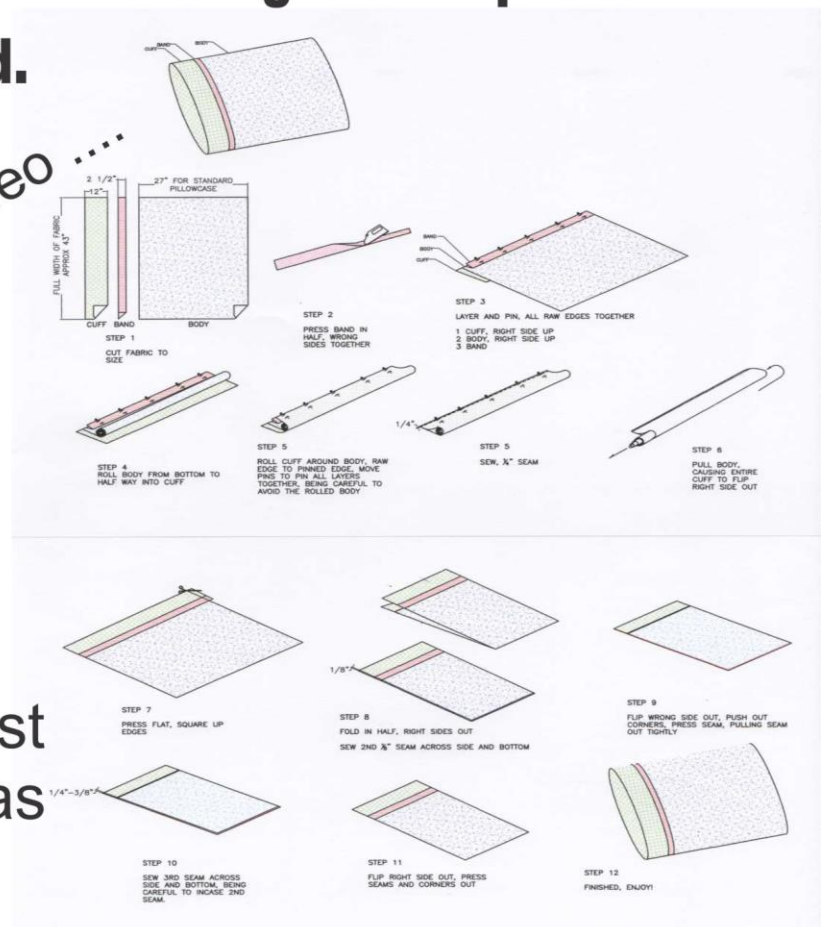 d.
eo ....
BAND
CUFF
BODY
2 1/2"
12"
27" FOR STANDARD
PILLOWCASE
FULL WIDTH OF FABRIC
APPROX 43"
CUFF BAND BODY
STEP 1
CUT FABRIC TO
SIZE
STEP 2
PRESS BAND IN
HALF, WRONG
SIDES TOGETHER
BAND
BODY
CUFF
STEP 3
LAYER AND PIN, ALL RAW EDGES TOGETHER
1 CUFF, RIGHT SIDE UP
2 BODY, RIGHT SIDE UP
3 BAND
STEP 4
ROLL BODY FROM BOTTOM TO
HALF WAY INTO CUFF
STEP 5
ROLL CUFF AROUND BODY, RAW
EDGE TO PINNED EDGE, MOVE
PINS TO PIN ALL LAYERS
TOGETHER, BEING CAREFUL TO
AVOID THE ROLLED BODY
1/4"
STEP 5
SEW, ¼" SEAM
STEP 6
PULL BODY,
CAUSING ENTIRE
CUFF TO FLIP
RIGHT SIDE OUT
STEP 7
PRESS FLAT, SQUARE UP
EDGES
1/8"
STEP 8
FOLD IN HALF, RIGHT SIDES OUT
SEW 2ND ⅛" SEAM ACROSS SIDE AND BOTTOM
STEP 9
FLIP WRONG SIDE OUT, PUSH OUT
CORNERS, PRESS SEAM, PULLING SEAM
OUT TIGHTLY
st
as
1/4"-3/8"
STEP 10
SEW 3RD SEAM ACROSS
SIDE AND BOTTOM, BEING
CAREFUL TO INCASE 2ND
SEAM.
STEP 11
FLIP RIGHT SIDE OUT, PRESS
SEAMS AND CORNERS OUT
STEP 12
FINISHED, ENJOY!